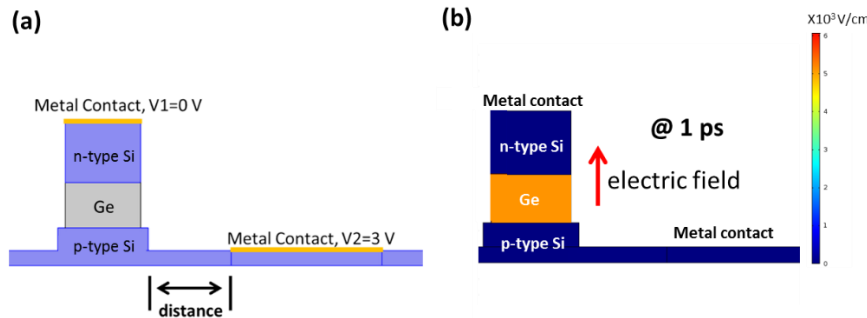 (a)
Metal Contact, V1=0 V
n-type Si
Ge
p-type Si
Metal Contact, V2=3 V
distance
(b)
X10³ V/cm
Metal contact
@ 1 ps
n-type Si
electric field
Ge
p-type Si
Metal contact
6
5
4
3
2
1
0